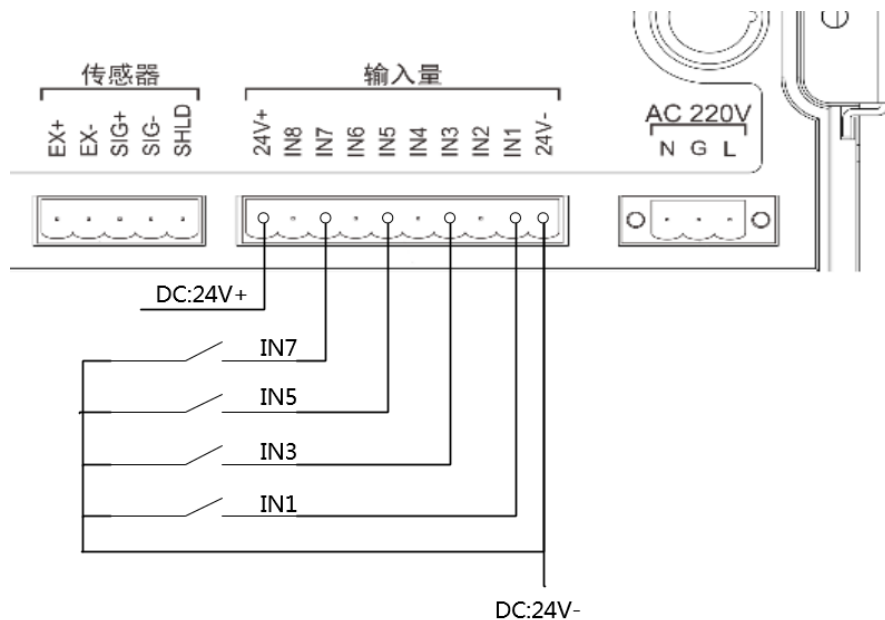 传感器
输入量
EX+
EX-
SIG+
SIG-
SHLD
24V+
IN8
IN7
IN6
IN5
IN4
IN3
IN2
IN1
24V-
AC 220V
N G L
DC:24V+
IN7
IN5
IN3
IN1
DC:24V-